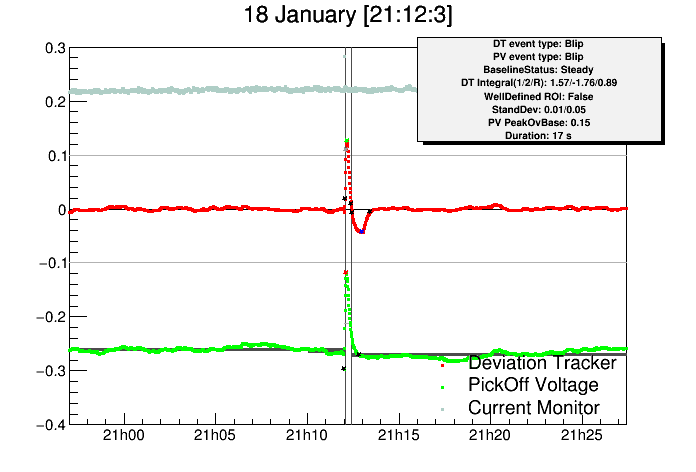 18 January [21:12:3]
DT event type: Blip
PV event type: Blip
BaselineStatus: Steady
DT Integral(1/2/R): 1.57/-1.76/0.89
WellDefined ROI: False
StandDev: 0.01/0.05
PV PeakOvBase: 0.15
Duration: 17 s
0.3
0.2
0.1
0
−0.1
−0.2
−0.3
−0.4
Deviation Tracker
PickOff Voltage
Current Monitor
21h00 21h05 21h10 21h15 21h20 21h25